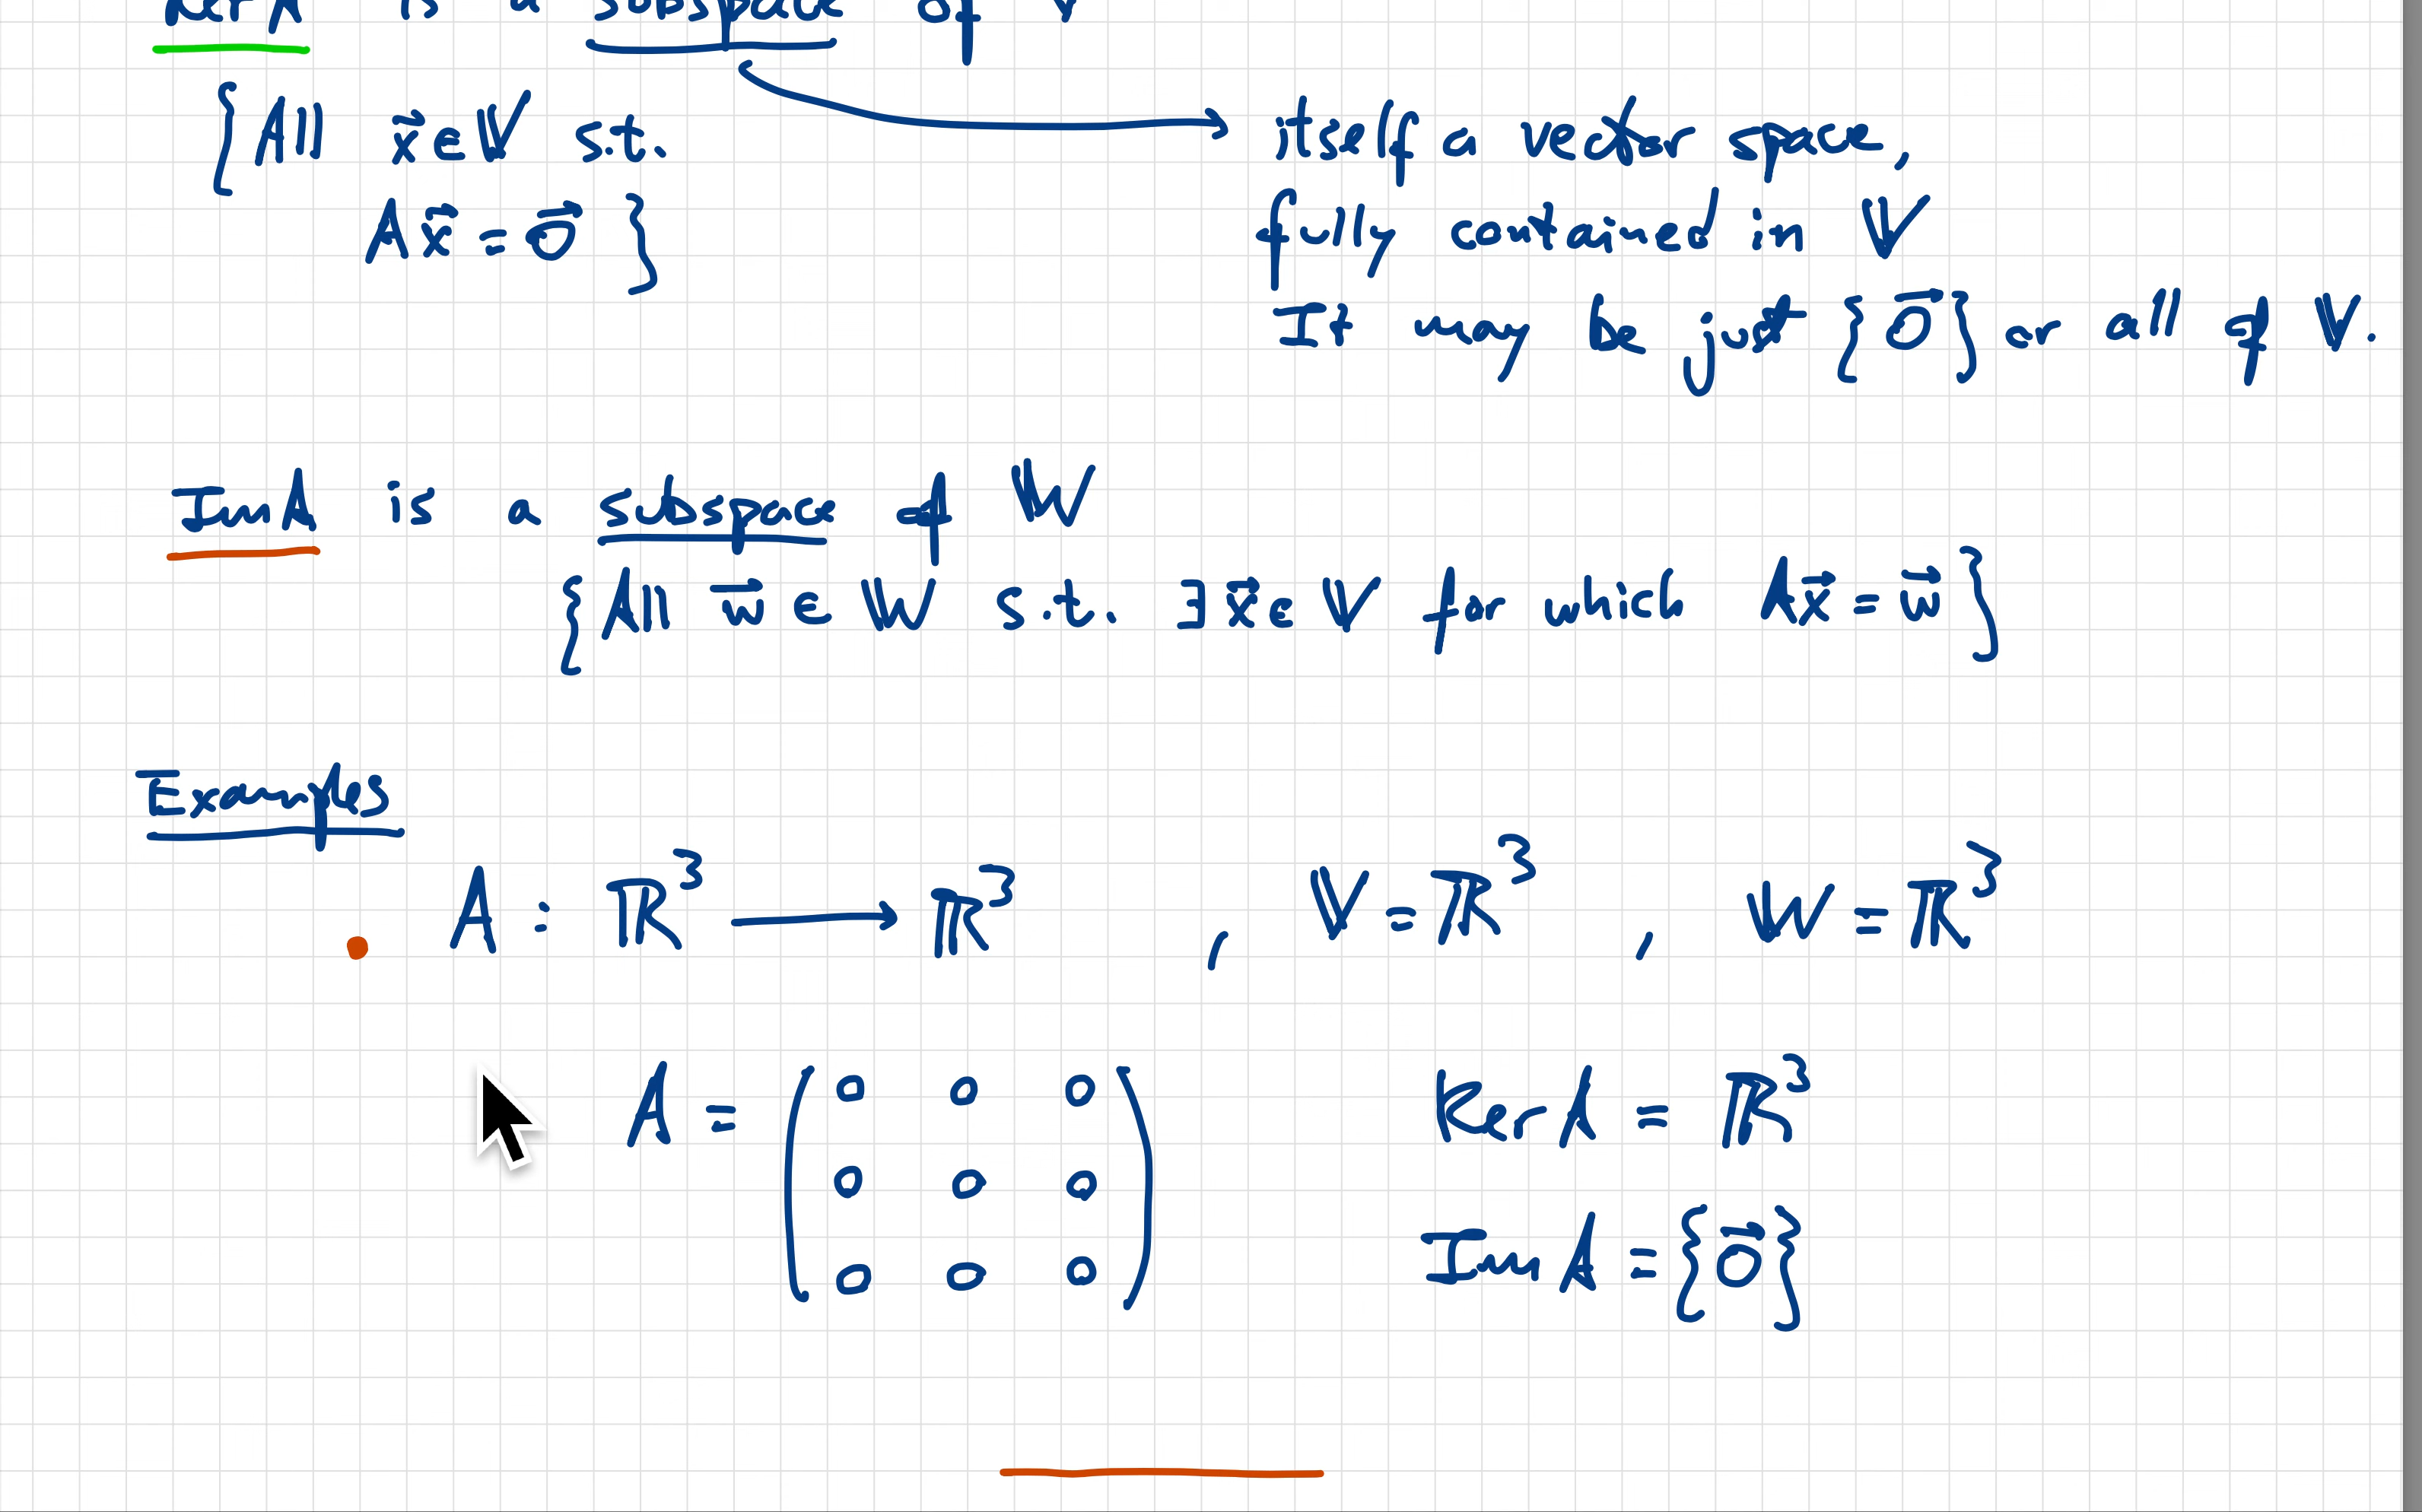 Ker A is a subspace of V
{All x⃗ ∈ V s.t.
A x⃗ = 0⃗ }
itself a vector space,
fully contained in V
It may be just {0⃗} or all of V.
Im A is a subspace of W
{All w⃗ ∈ W s.t. ∃ x⃗ ∈ V for which A x⃗ = w⃗ }
Examples
A : ℝ³ ⟶ ℝ³ , V = ℝ³ , W = ℝ³
A = ( 0 0 0
0 0 0
0 0 0 )
Ker A = ℝ³
Im A = {0⃗}